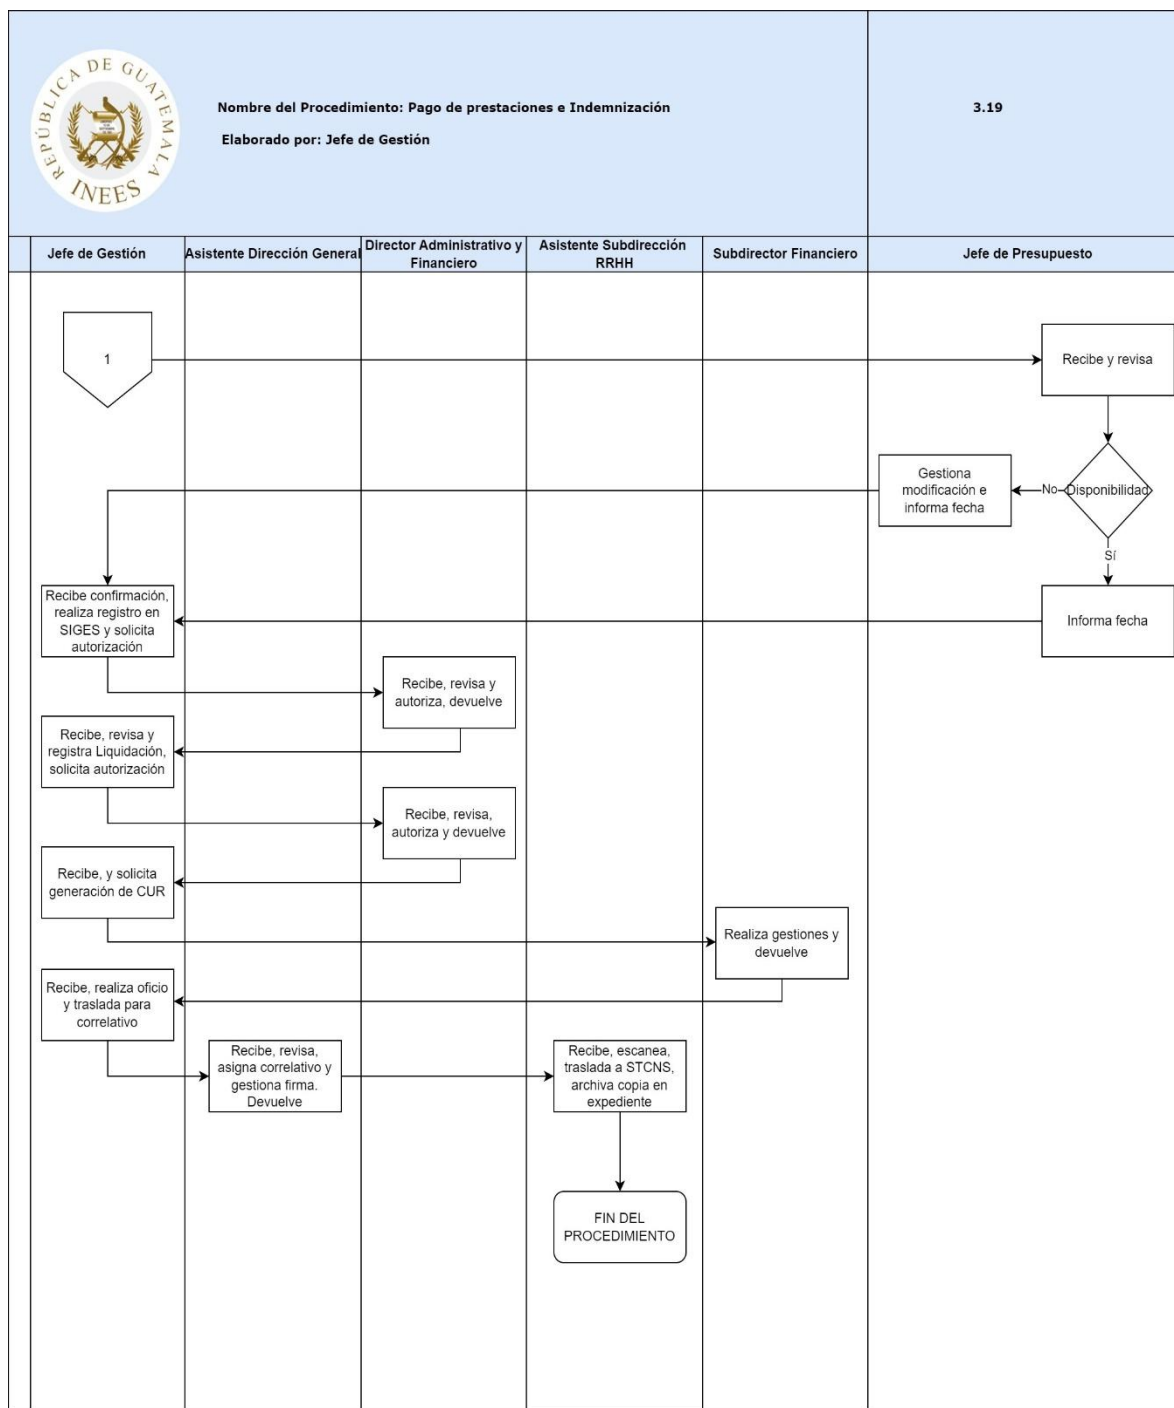 REPÚBLICA DE GUATEMALA
INEES
Nombre del Procedimiento: Pago de prestaciones e Indemnización
Elaborado por: Jefe de Gestión
3.19
Jefe de Gestión
Asistente Dirección General
Director Administrativo y
Financiero
Asistente Subdirección
RRHH
Subdirector Financiero
Jefe de Presupuesto
1
Recibe y revisa
Gestiona
modificación e
informa fecha
No
Disponibilidad
Sí
Recibe confirmación,
realiza registro en
SIGES y solicita
autorización
Informa fecha
Recibe, revisa y
autoriza, devuelve
Recibe, revisa y
registra Liquidación,
solicita autorización
Recibe, revisa,
autoriza y devuelve
Recibe, y solicita
generación de CUR
Realiza gestiones y
devuelve
Recibe, realiza oficio
y traslada para
correlativo
Recibe, revisa,
asigna correlativo y
gestiona firma.
Devuelve
Recibe, escanea,
traslada a STCNS,
archiva copia en
expediente
FIN DEL
PROCEDIMIENTO